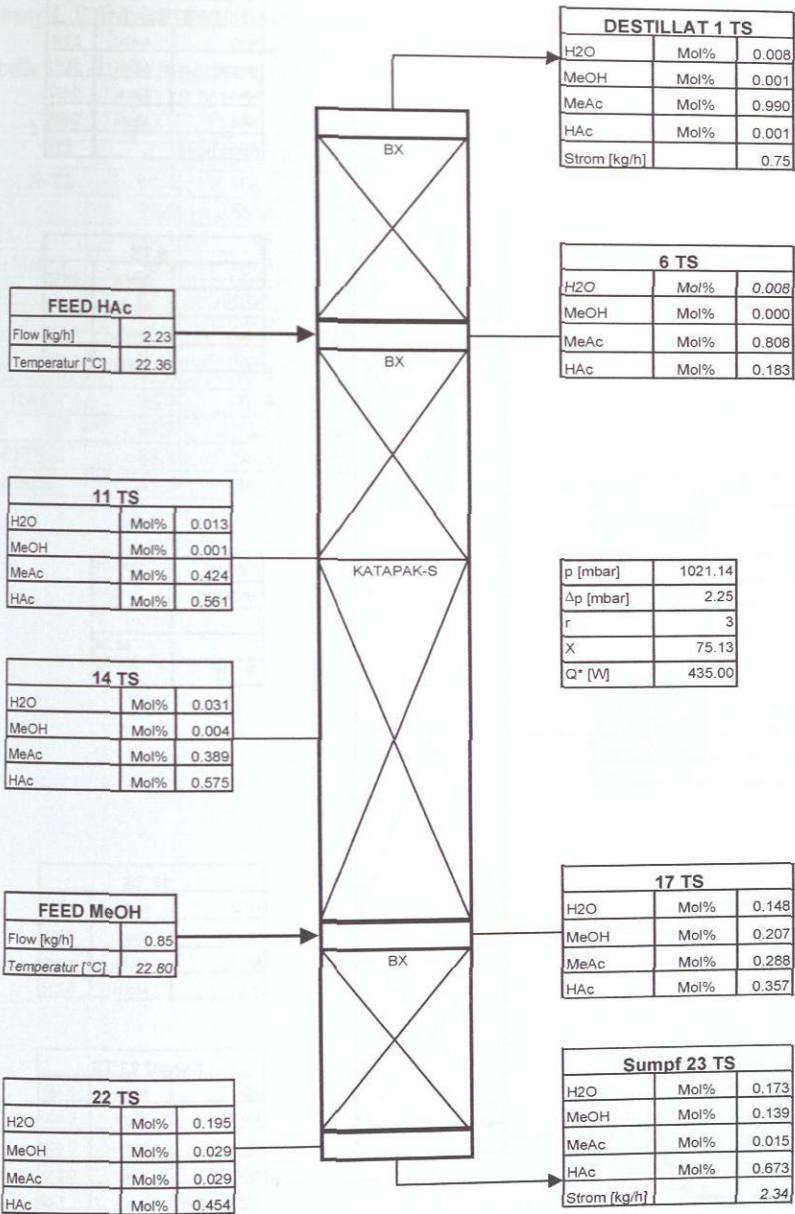 DESTILLAT 1 TS
H2O Mol% 0.008
MeOH Mol% 0.001
MeAc Mol% 0.990
HAc Mol% 0.001
Strom [kg/h] 0.75
BX
6 TS
H2O Mol% 0.008
MeOH Mol% 0.000
MeAc Mol% 0.808
HAc Mol% 0.183
FEED HAc
Flow [kg/h] 2.23
Temperatur [°C] 22.36
BX
11 TS
H2O Mol% 0.013
MeOH Mol% 0.001
MeAc Mol% 0.424
HAc Mol% 0.561
KATAPAK-S
p [mbar] 1021.14
Δp [mbar] 2.25
r 3
X 75.13
Q* [W] 435.00
14 TS
H2O Mol% 0.031
MeOH Mol% 0.004
MeAc Mol% 0.389
HAc Mol% 0.575
FEED MeOH
Flow [kg/h] 0.85
Temperatur [°C] 22.80
17 TS
H2O Mol% 0.148
MeOH Mol% 0.207
MeAc Mol% 0.288
HAc Mol% 0.357
BX
22 TS
H2O Mol% 0.195
MeOH Mol% 0.029
MeAc Mol% 0.029
HAc Mol% 0.454
Sumpf 23 TS
H2O Mol% 0.173
MeOH Mol% 0.139
MeAc Mol% 0.015
HAc Mol% 0.673
Strom [kg/h] 2.34